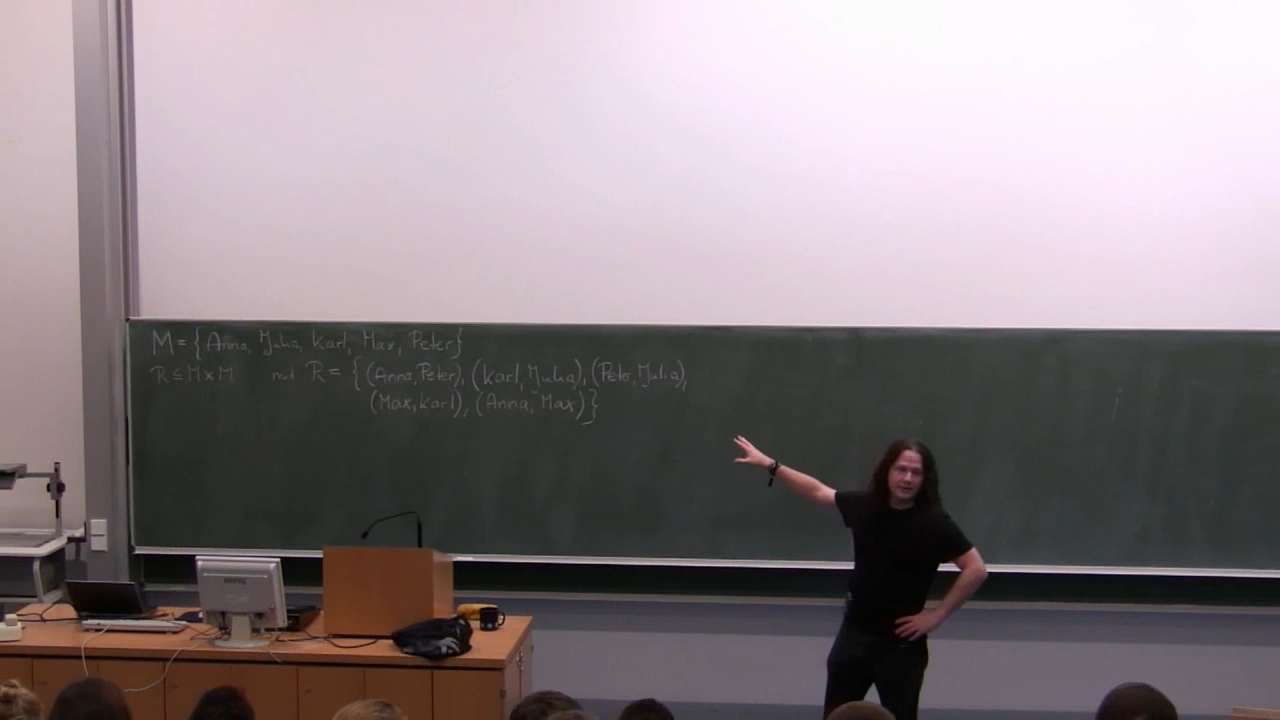 M = {Anna, Julia, Karl, Max, Peter}
R ⊆ M×M mit R = {(Anna, Peter), (Karl, Julia), (Peter, Julia),
(Max, Karl), (Anna, Max)}